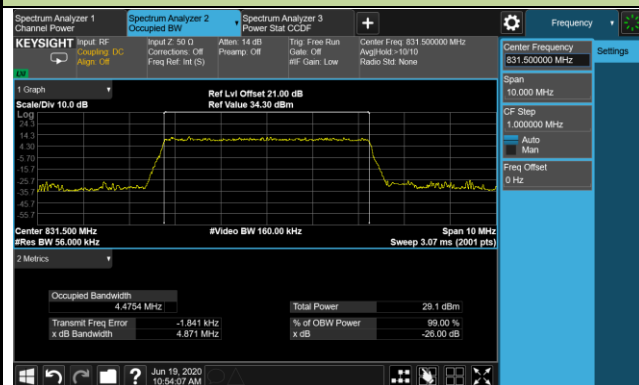 Spectrum Analyzer 1
Channel Power
Spectrum Analyzer 2
Occupied BW
Spectrum Analyzer 3
Power Stat CCDF
+
Frequency
KEYSIGHT
Input: RF
Coupling: DC
Align: Off
Input Z: 50 Ω
Corrections: Off
Freq Ref: Int (S)
Atten: 14 dB
Preamp: Off
Trig: Free Run
Gate: Off
#IF Gain: Low
Center Freq: 831.500000 MHz
Avg|Hold:>10/10
Radio Std: None
LXI
Center Frequency
831.500000 MHz
Settings
Span
10.000 MHz
CF Step
1.000000 MHz
Auto
Man
Freq Offset
0 Hz
1 Graph
Scale/Div 10.0 dB
Ref Lvl Offset 21.00 dB
Ref Value 34.30 dBm
Log
24.3
14.3
4.30
-5.70
-15.7
-25.7
-35.7
-45.7
-55.7
Center 831.500 MHz
#Res BW 56.000 kHz
#Video BW 160.00 kHz
Span 10 MHz
Sweep 3.07 ms (2001 pts)
2 Metrics
Occupied Bandwidth
4.4754 MHz
Total Power
29.1 dBm
Transmit Freq Error
-1.841 kHz
% of OBW Power
99.00 %
x dB Bandwidth
4.871 MHz
x dB
-26.00 dB
?
Jun 19, 2020
10:54:07 AM